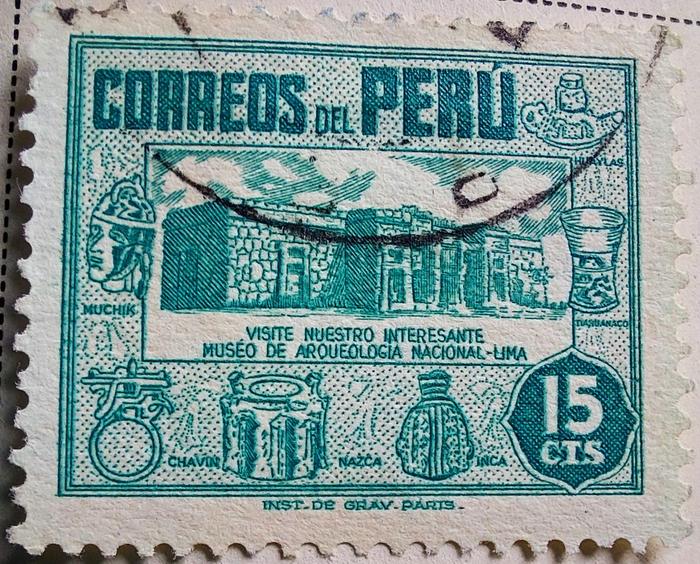 CORREOS DEL PERÚ
HUAYLAS
MUCHIK
TIAHUANACO
VISITE NUESTRO INTERESANTE
MUSEO DE ARQUEOLOGIA NACIONAL-LIMA
15
CTS
CHAVIN NAZCA INCA
INST-DE GRAV-PARIS-